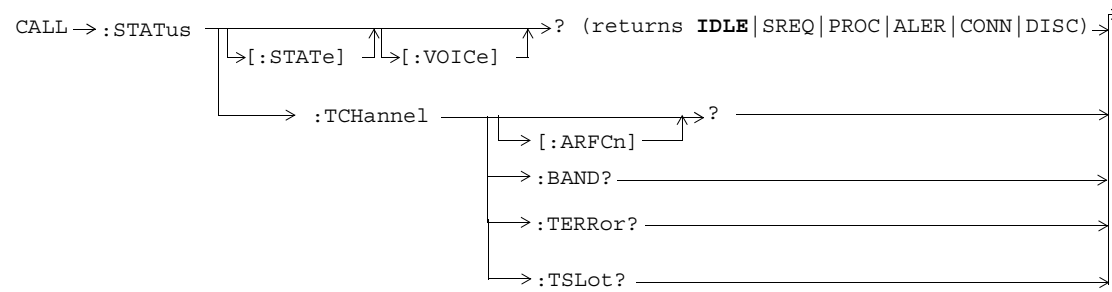 CALL :STATus ? (returns IDLE|SREQ|PROC|ALER|CONN|DISC)
[:STATe] [:VOICe]
:TCHannel ?
[:ARFCn]
:BAND?
:TERRor?
:TSLot?